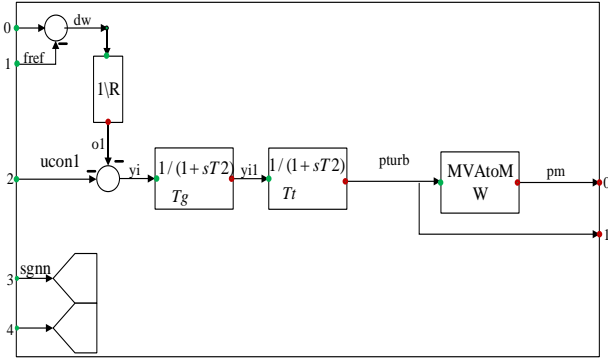 0
dw
1
fref
1\R
o1
ucon1
2
yi
1/(1+sT2)
Tg
yi1
1/(1+sT2)
Tt
pturb
MVAtoM
W
pm
0
1
sgnn
3
4